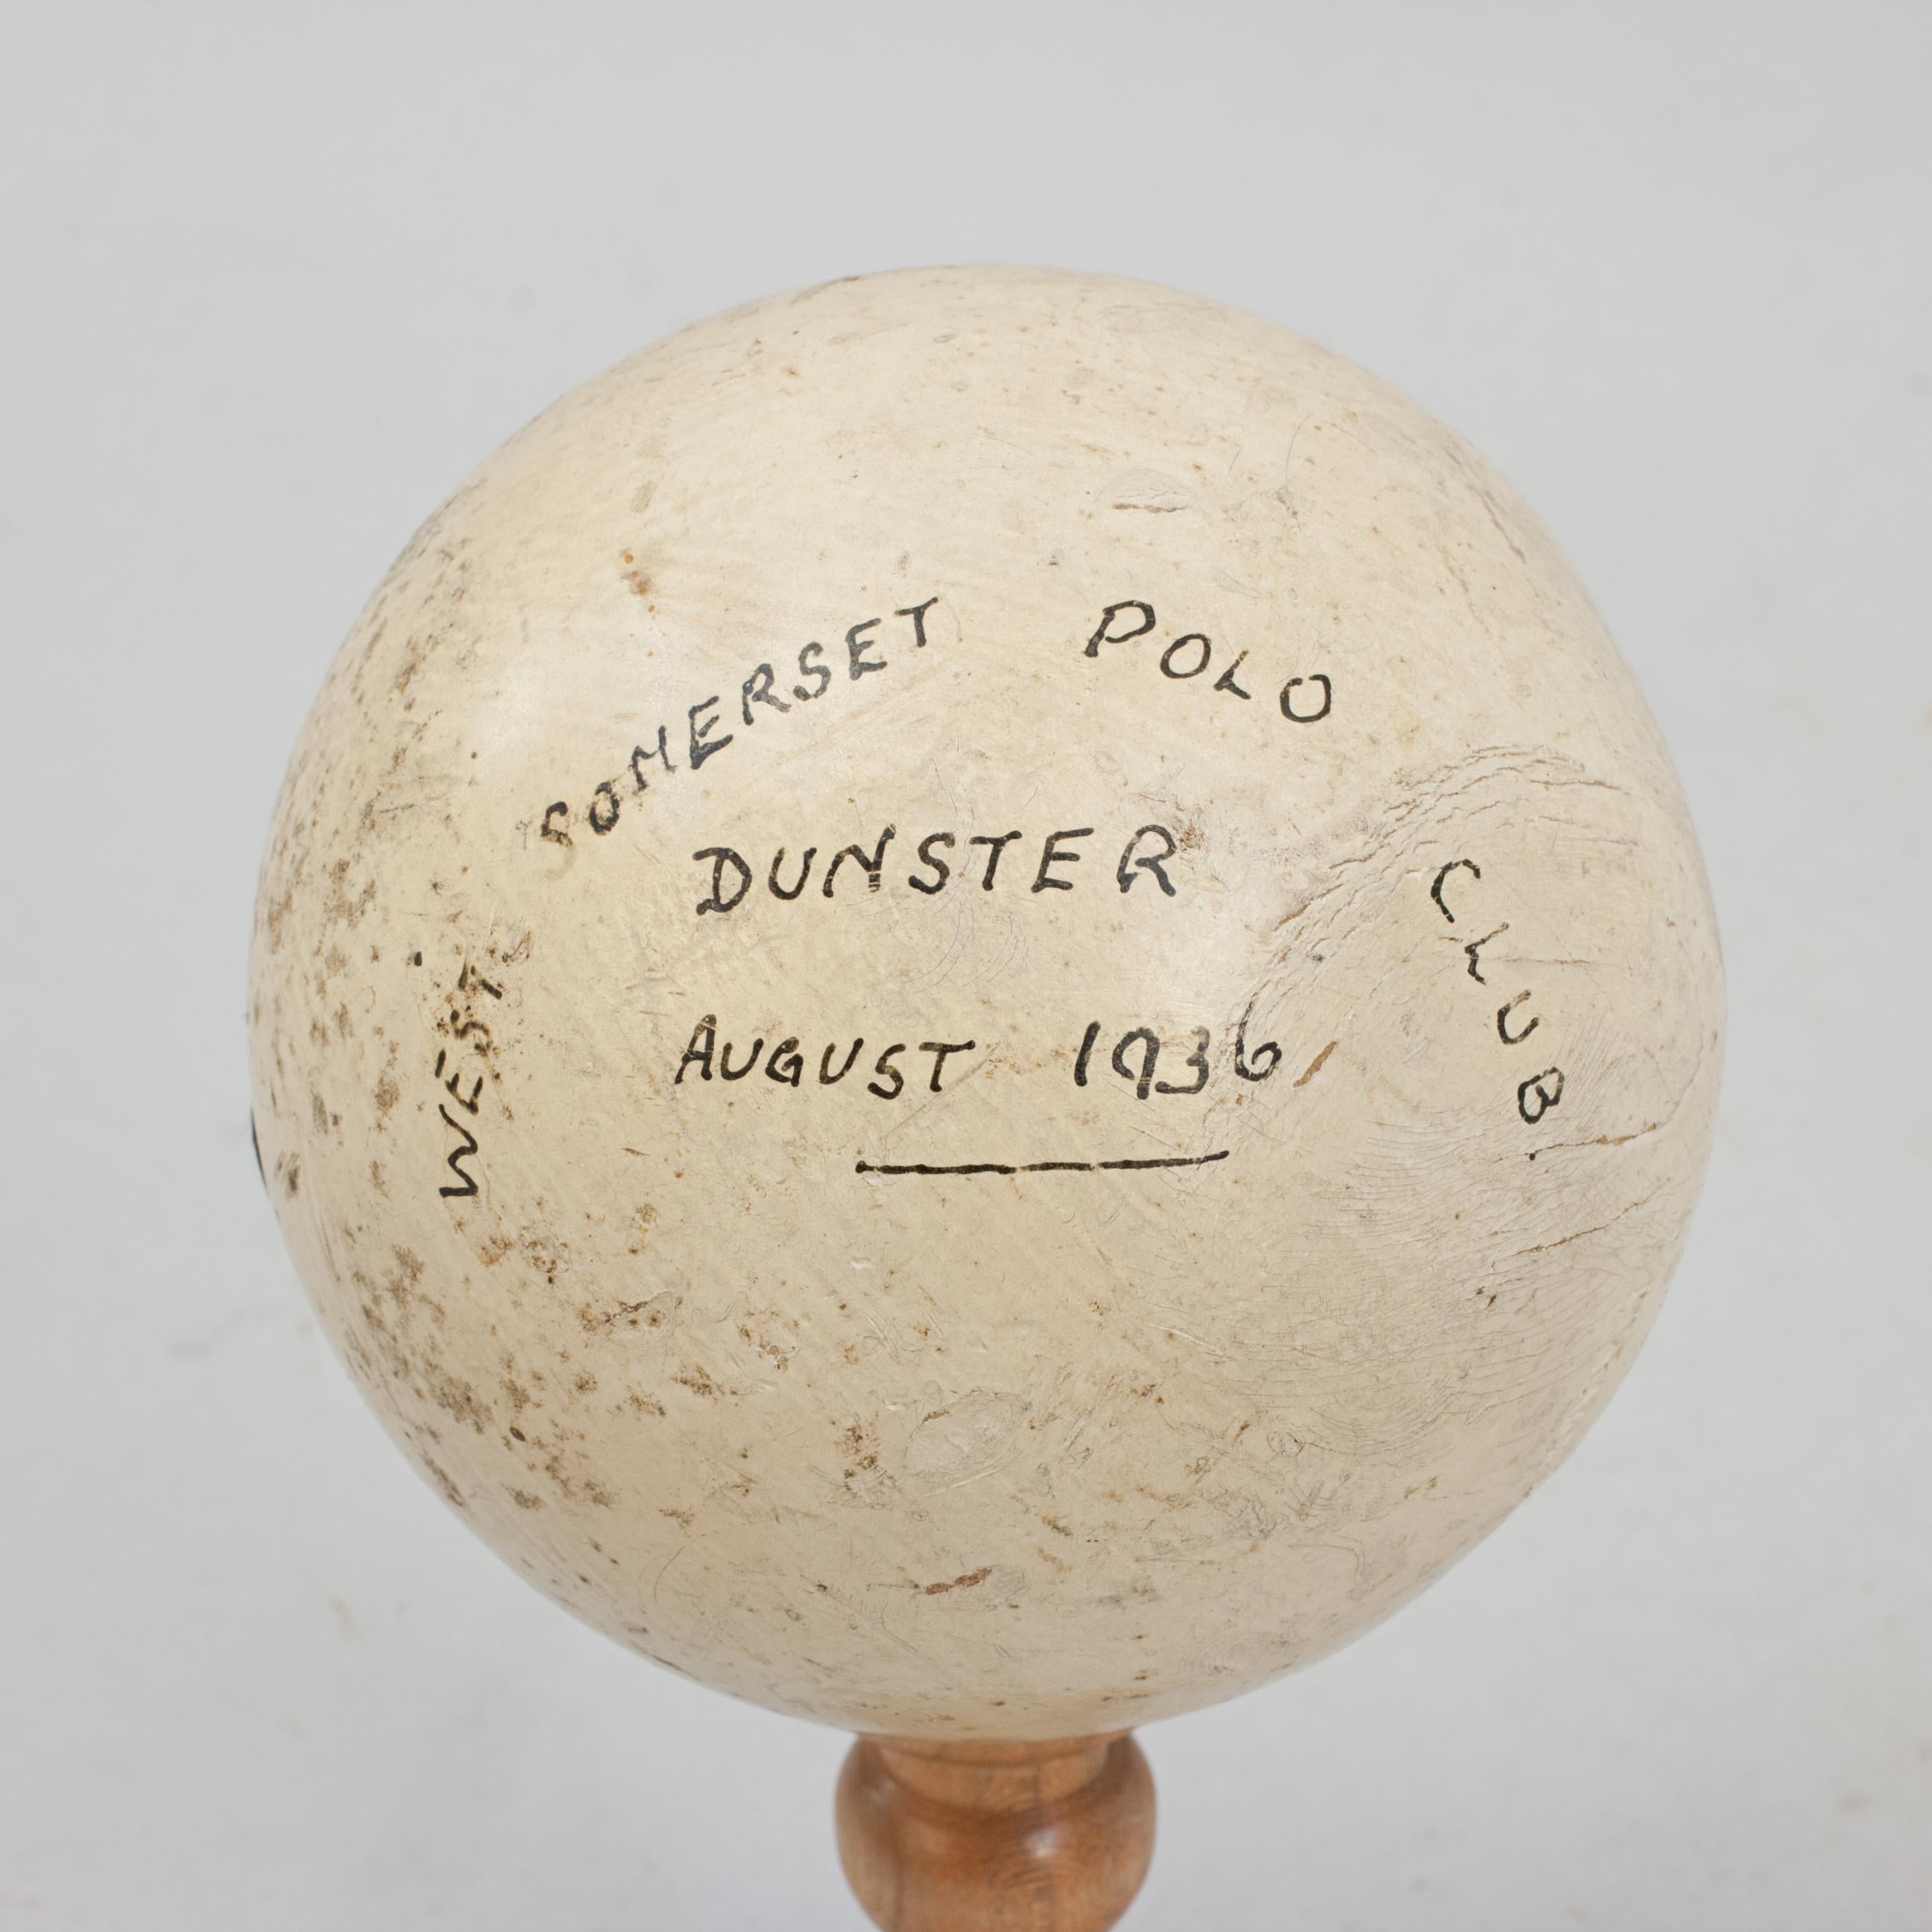 WEST SOMERSET POLO CLUB
DUNSTER
AUGUST 1936